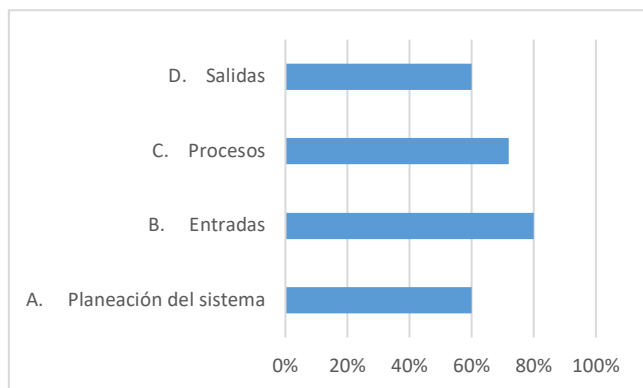 D. Salidas
C. Procesos
B. Entradas
A. Planeación del sistema
0% 20% 40% 60% 80% 100%